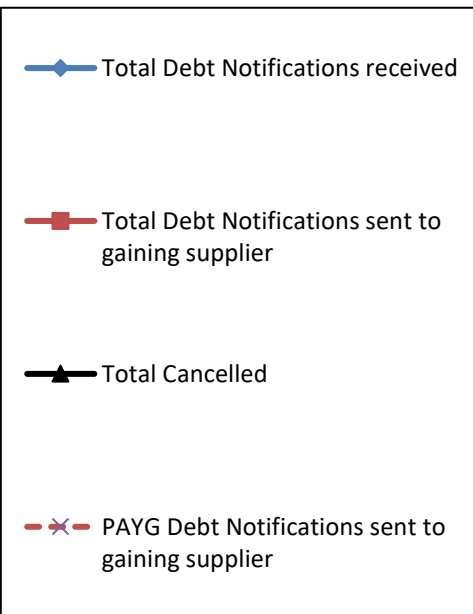 Total Debt Notifications received
Total Debt Notifications sent to
gaining supplier
Total Cancelled
PAYG Debt Notifications sent to
gaining supplier